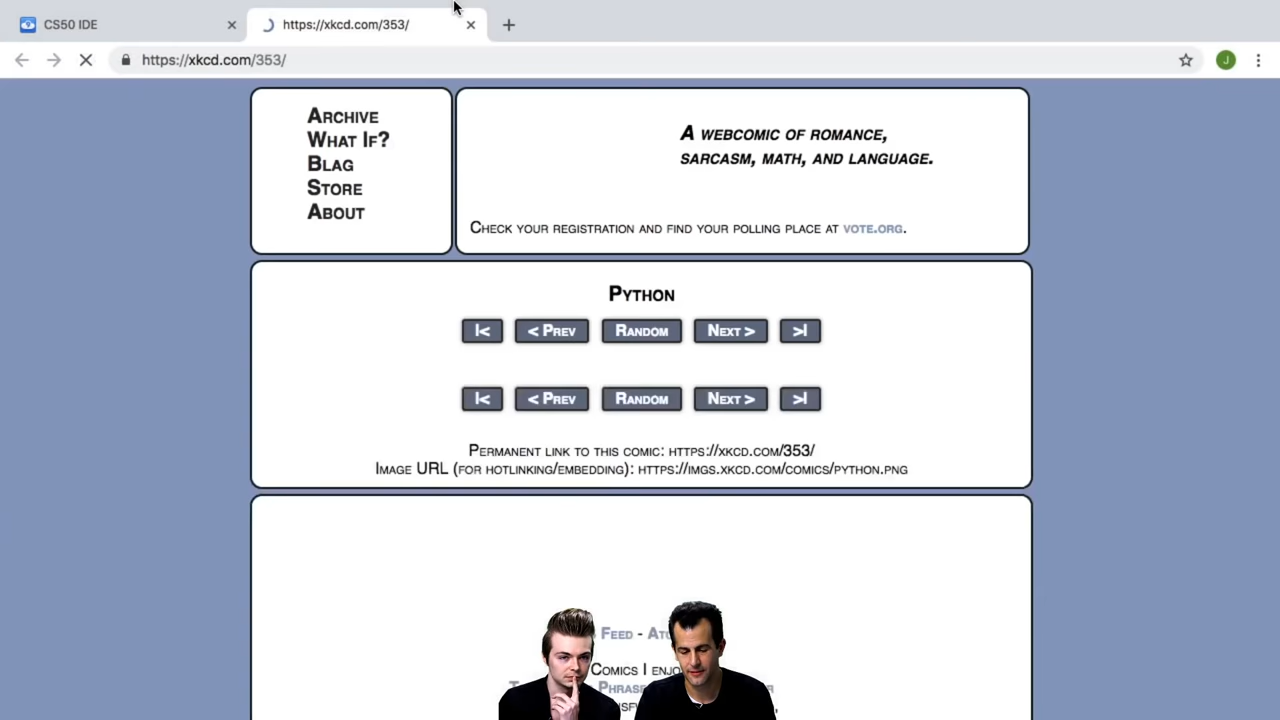 CS50 IDE
https://xkcd.com/353/
J
https://xkcd.com/353/
Archive
What If?
Blag
Store
About
A webcomic of romance,
sarcasm, math, and language.
Check your registration and find your polling place at vote.org.
Python
|< < Prev Random Next > >|
|< < Prev Random Next > >|
Permanent link to this comic: https://xkcd.com/353/
Image URL (for hotlinking/embedding): https://imgs.xkcd.com/comics/python.png
Feed -
Comics I